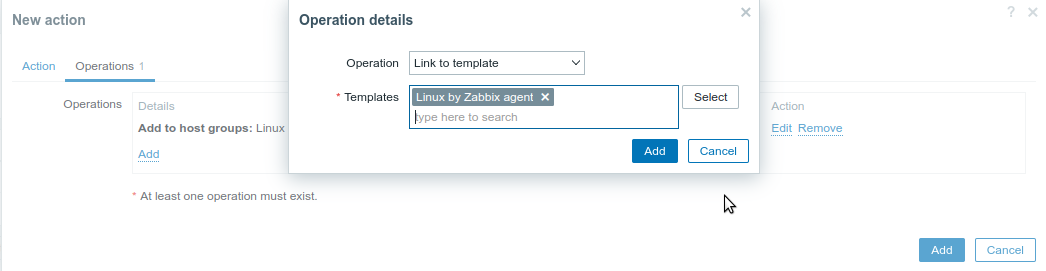 New action
? ×
Action Operations 1
Operations
Details
Action
Add to host groups: Linux
Edit Remove
Add
* At least one operation must exist.
Add Cancel
Operation details
×
Operation Link to template
* Templates Linux by Zabbix agent × Select
type here to search
Add Cancel